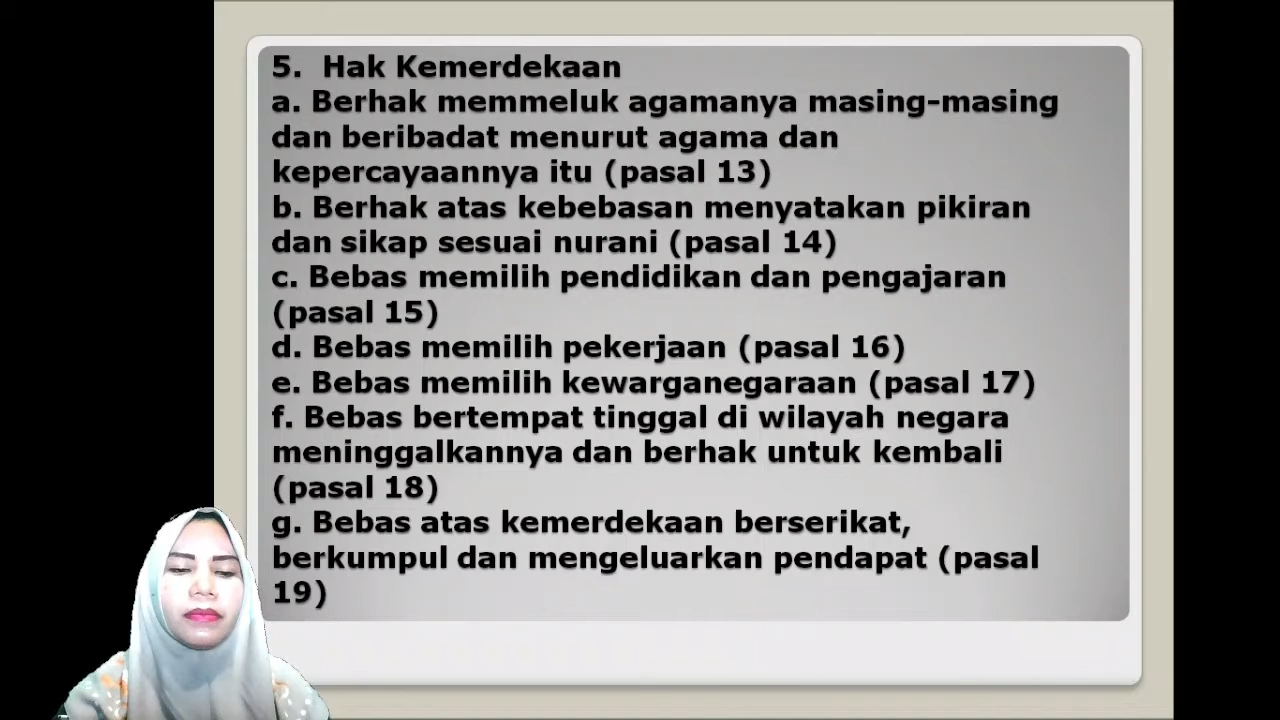 5. Hak Kemerdekaan
a. Berhak memmeluk agamanya masing-masing
dan beribadat menurut agama dan
kepercayaannya itu (pasal 13)
b. Berhak atas kebebasan menyatakan pikiran
dan sikap sesuai nurani (pasal 14)
c. Bebas memilih pendidikan dan pengajaran
(pasal 15)
d. Bebas memilih pekerjaan (pasal 16)
e. Bebas memilih kewarganegaraan (pasal 17)
f. Bebas bertempat tinggal di wilayah negara
meninggalkannya dan berhak untuk kembali
(pasal 18)
g. Bebas atas kemerdekaan berserikat,
berkumpul dan mengeluarkan pendapat (pasal
19)